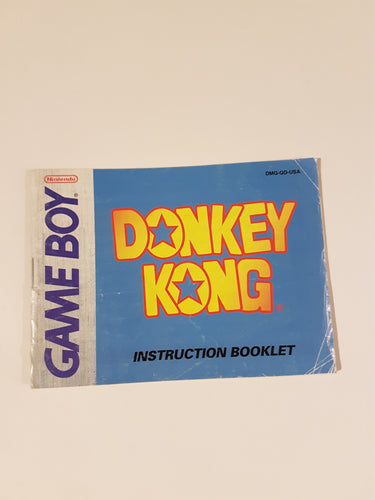 Nintendo
GAME BOY
DMG-QD-USA
DONKEY
KONG®
INSTRUCTION BOOKLET